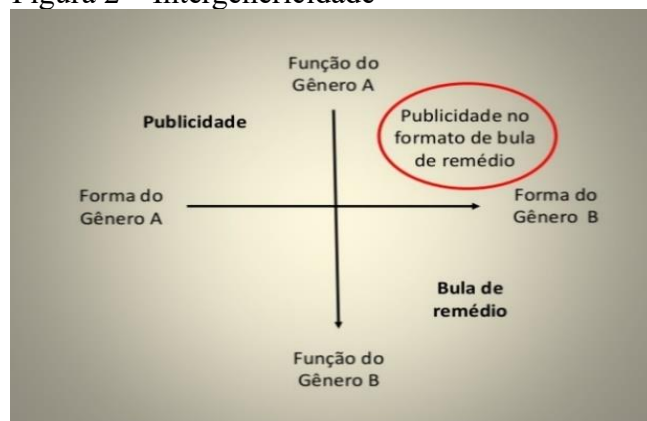 Figura 2 – Intergenericidade
Função do
Gênero A
Publicidade
Publicidade no
formato de bula
de remédio
Forma do
Gênero A
Forma do
Gênero B
Bula de
remédio
Função do
Gênero B